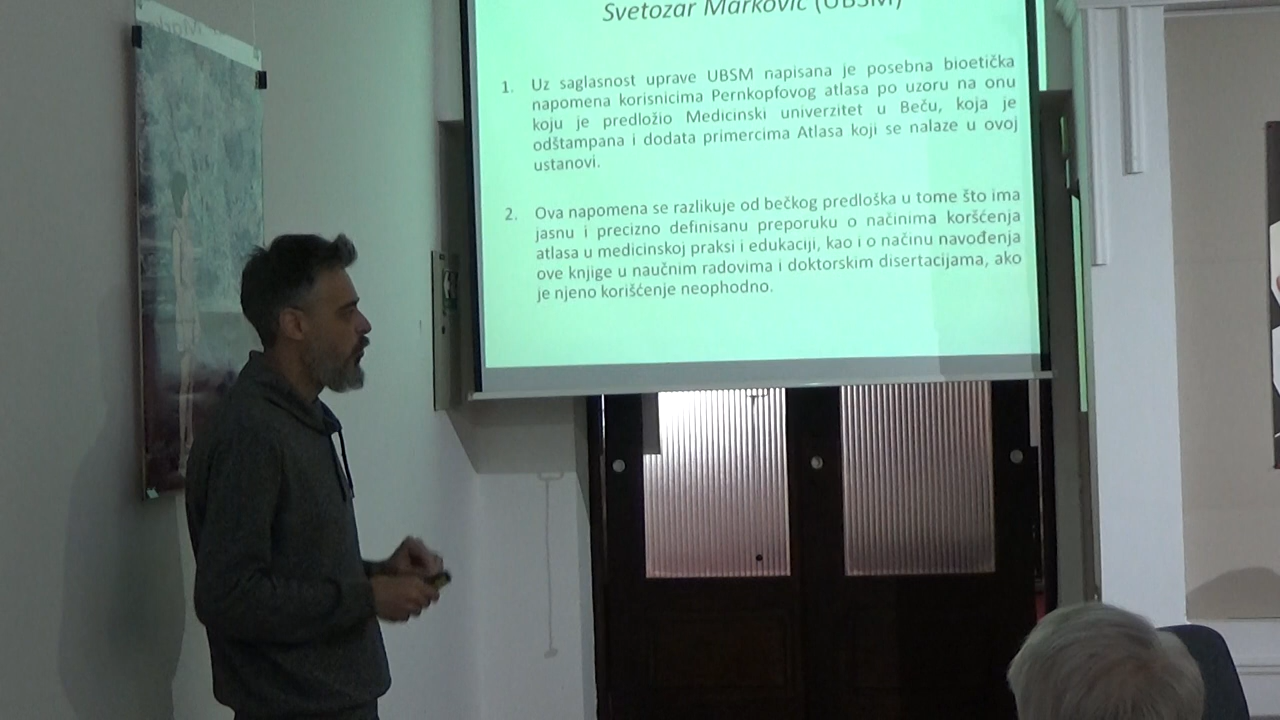 Svetozar Marković (UBSM)
1. Uz saglasnost uprave UBSM napisana je posebna bioetička
napomena korisnicima Pernkopfovog atlasa po uzoru na onu
koju je predložio Medicinski univerzitet u Beču, koja je
odštampana i dodata primercima Atlasa koji se nalaze u ovoj
ustanovi.
2. Ova napomena se razlikuje od bečkog predloška u tome što ima
jasnu i precizno definisanu preporuku o načinima koršćenja
atlasa u medicinskoj praksi i edukaciji, kao i o načinu navođenja
ove knjige u naučnim radovima i doktorskim disertacijama, ako
je njeno korišćenje neophodno.